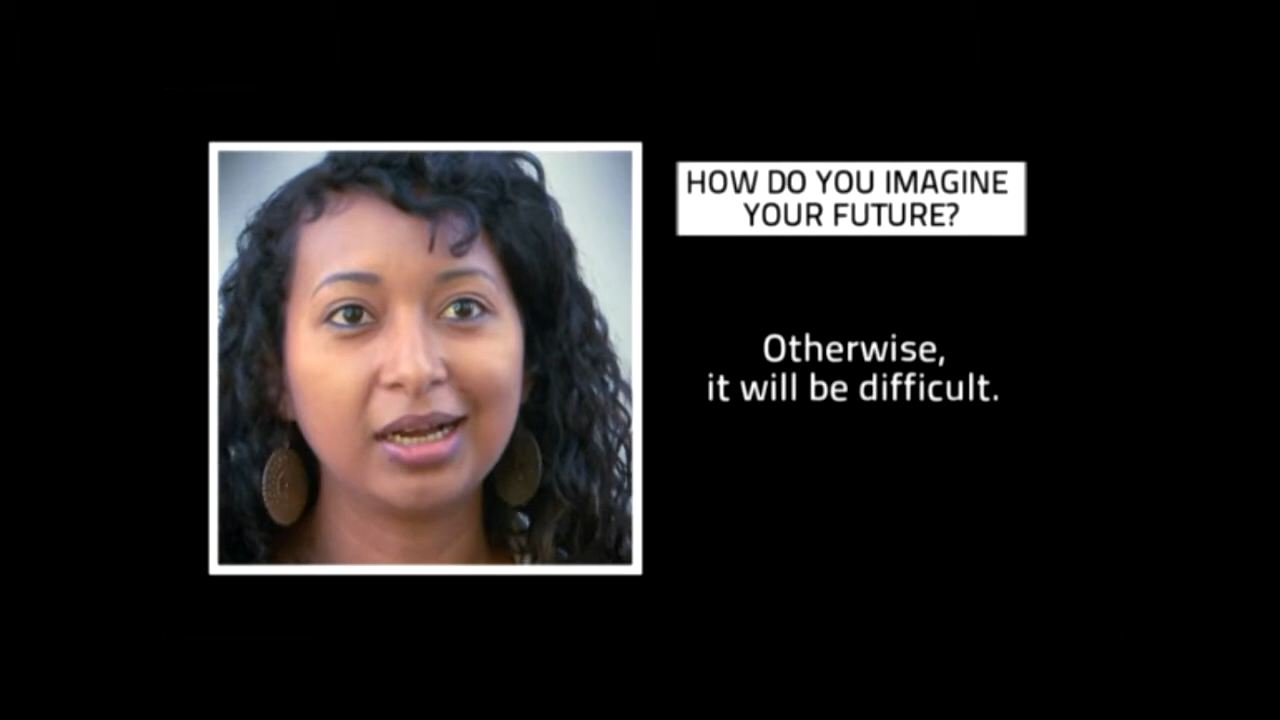 HOW DO YOU IMAGINE
YOUR FUTURE?
Otherwise,
it will be difficult.